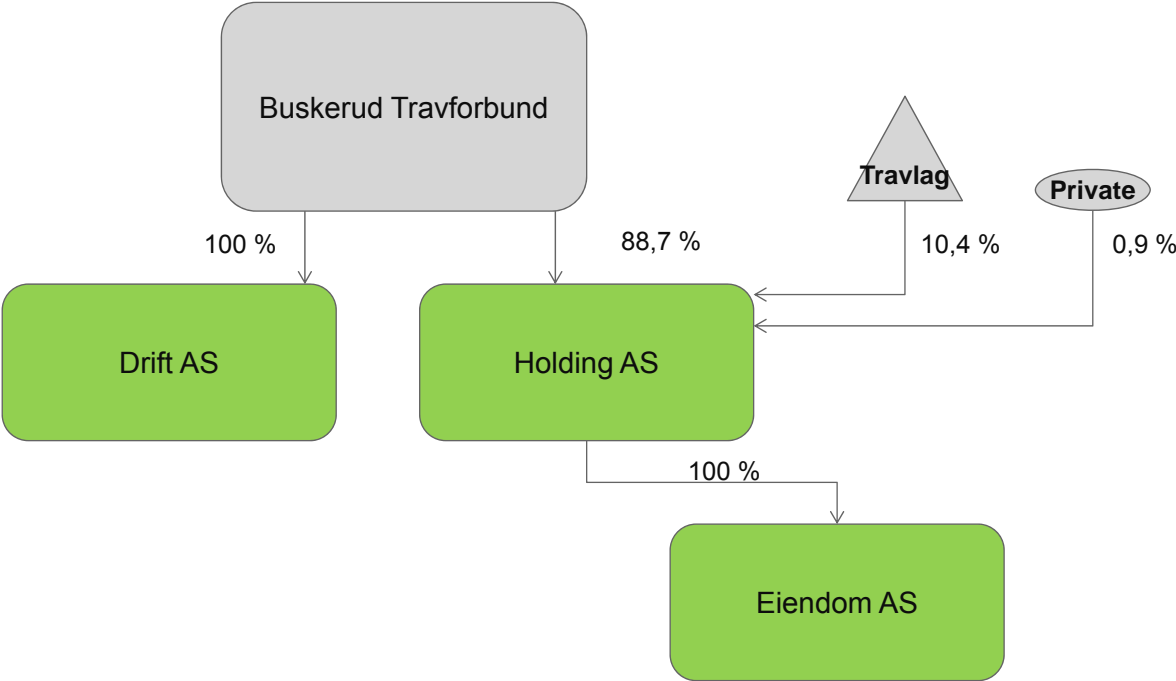 Buskerud Travforbund
Travlag
Private
100 %
88,7 %
10,4 %
0,9 %
Drift AS
Holding AS
100 %
Eiendom AS